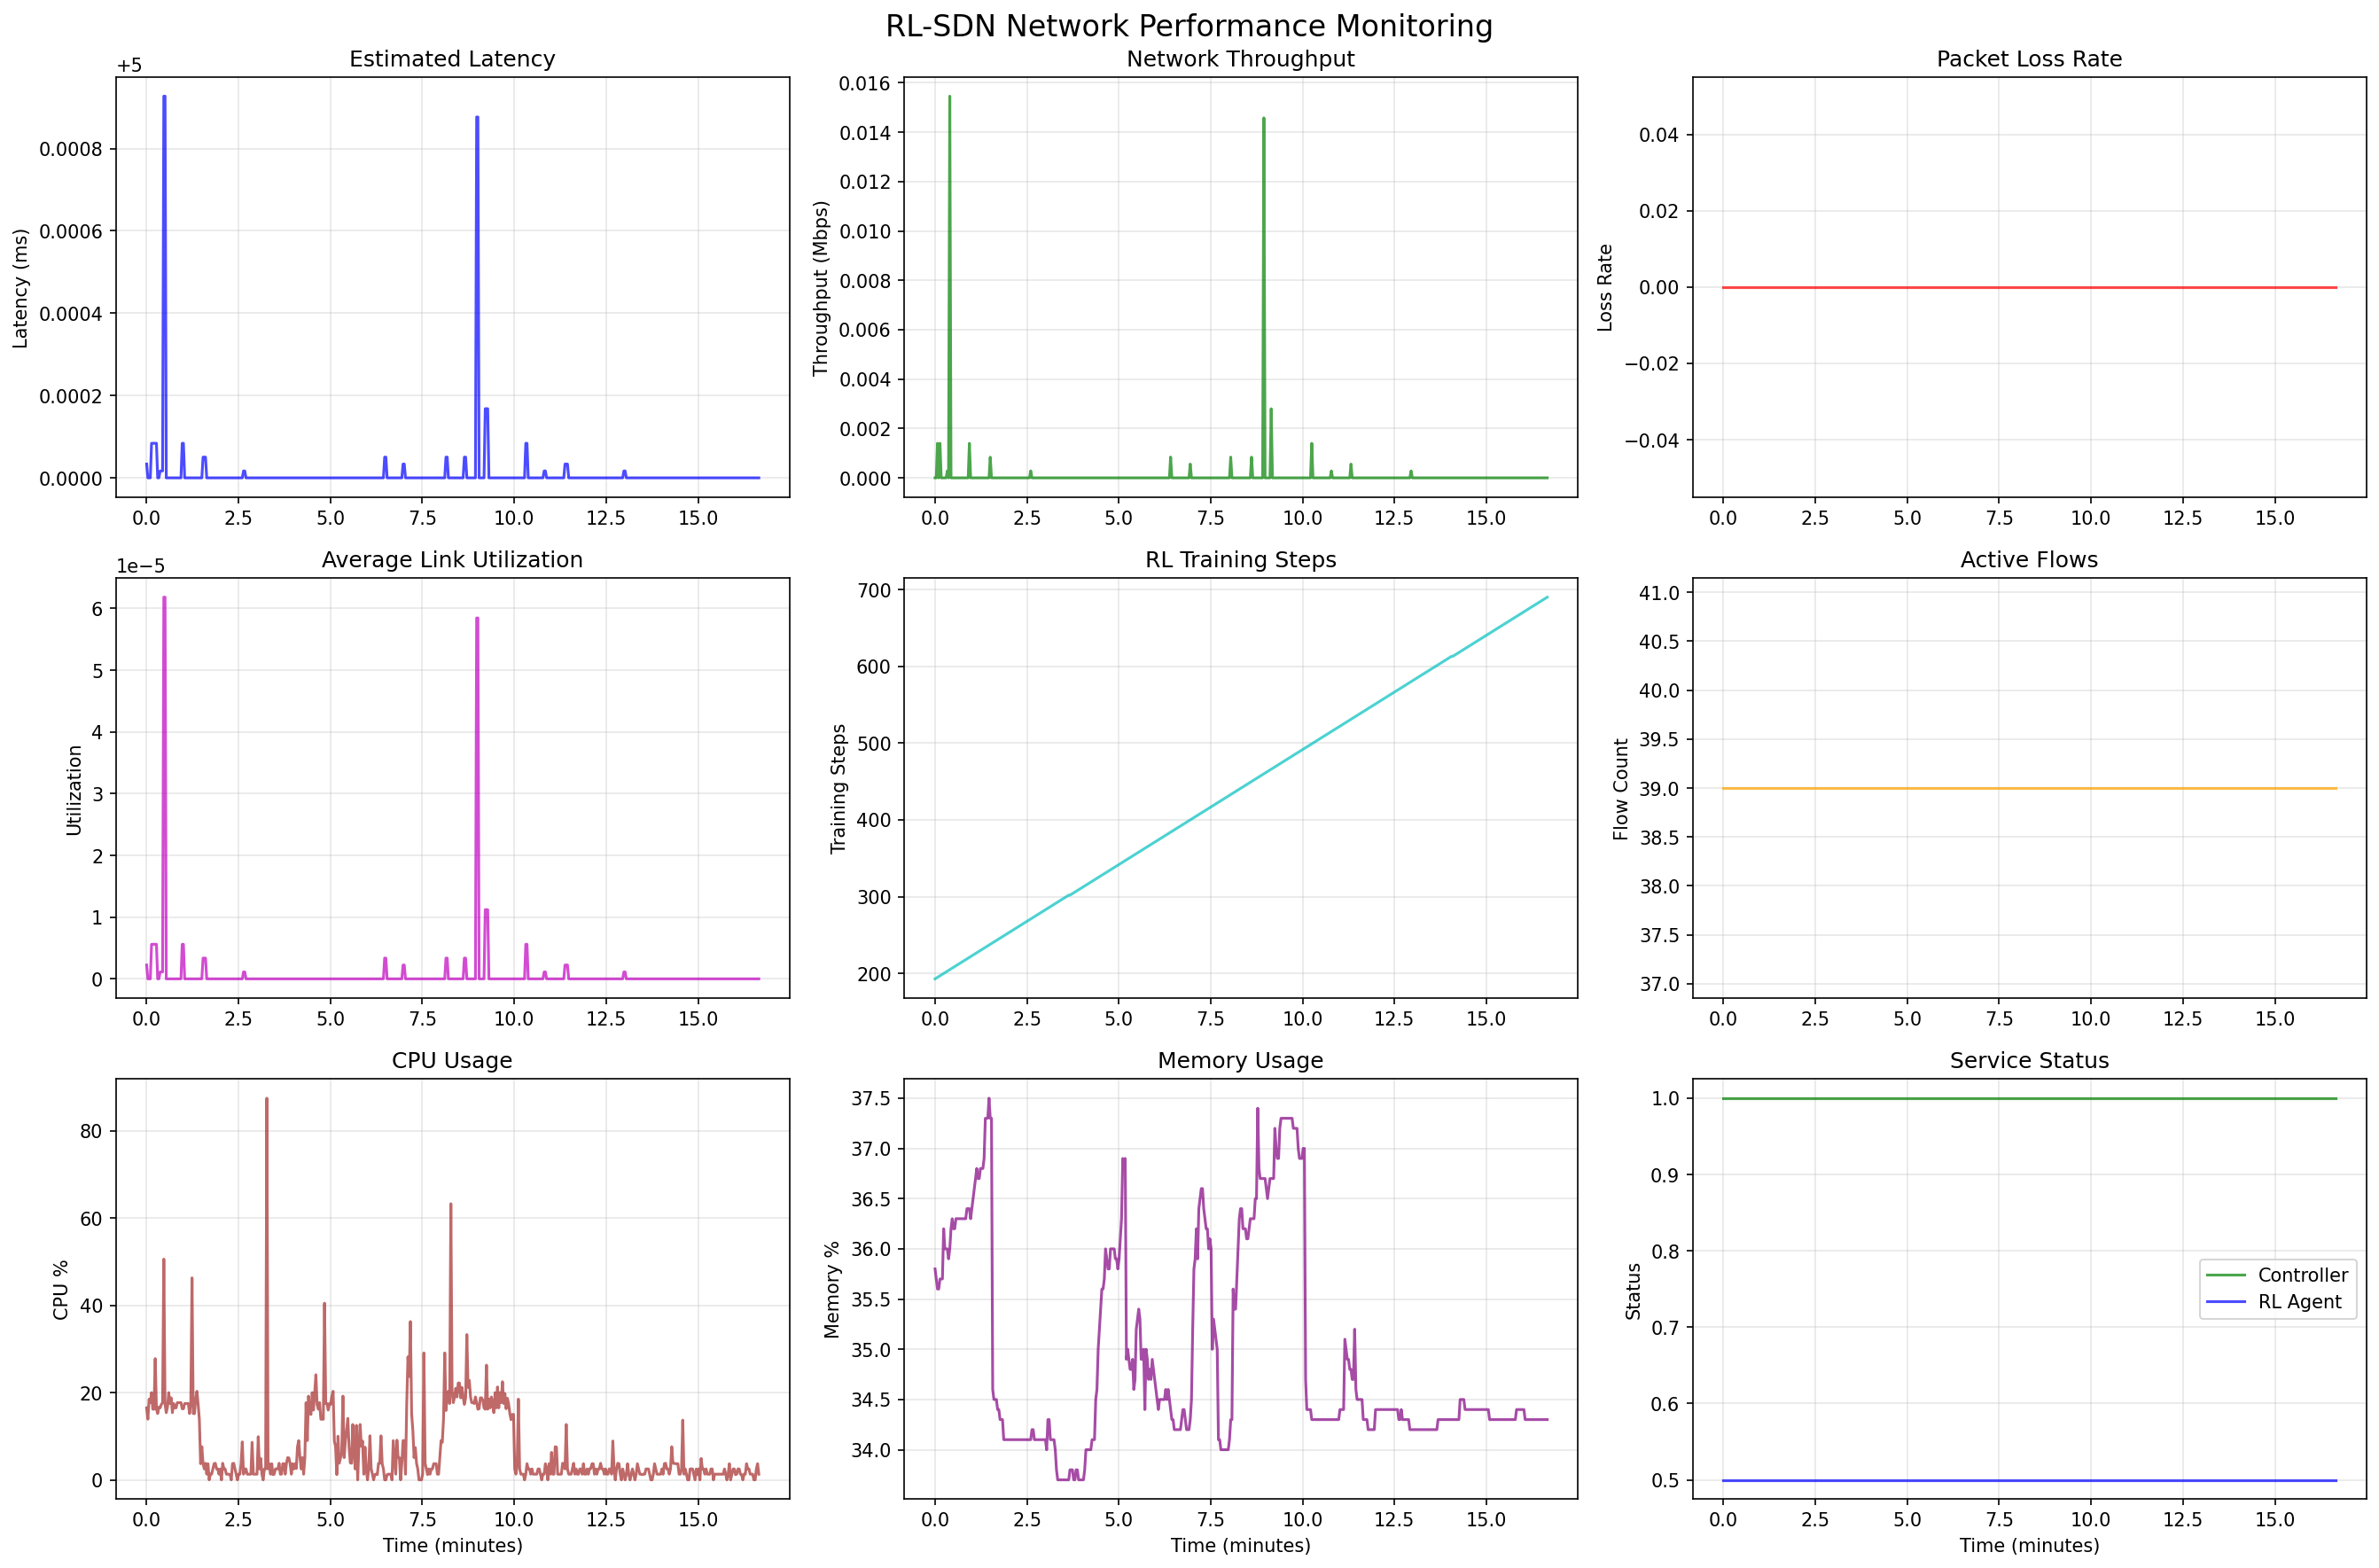 RL-SDN Network Performance Monitoring
Estimated Latency
+5
Latency (ms)
0.0008
0.0006
0.0004
0.0002
0.0000
0.0 2.5 5.0 7.5 10.0 12.5 15.0
Network Throughput
Throughput (Mbps)
0.016
0.014
0.012
0.010
0.008
0.006
0.004
0.002
0.000
0.0 2.5 5.0 7.5 10.0 12.5 15.0
Packet Loss Rate
Loss Rate
0.04
0.02
0.00
−0.02
−0.04
0.0 2.5 5.0 7.5 10.0 12.5 15.0
Average Link Utilization
1e−5
Utilization
6
5
4
3
2
1
0
0.0 2.5 5.0 7.5 10.0 12.5 15.0
RL Training Steps
Training Steps
700
600
500
400
300
200
0.0 2.5 5.0 7.5 10.0 12.5 15.0
Active Flows
Flow Count
41.0
40.5
40.0
39.5
39.0
38.5
38.0
37.5
37.0
0.0 2.5 5.0 7.5 10.0 12.5 15.0
CPU Usage
CPU %
80
60
40
20
0
0.0 2.5 5.0 7.5 10.0 12.5 15.0
Time (minutes)
Memory Usage
Memory %
37.5
37.0
36.5
36.0
35.5
35.0
34.5
34.0
0.0 2.5 5.0 7.5 10.0 12.5 15.0
Time (minutes)
Service Status
Status
1.0
0.9
0.8
0.7
0.6
0.5
Controller
RL Agent
0.0 2.5 5.0 7.5 10.0 12.5 15.0
Time (minutes)